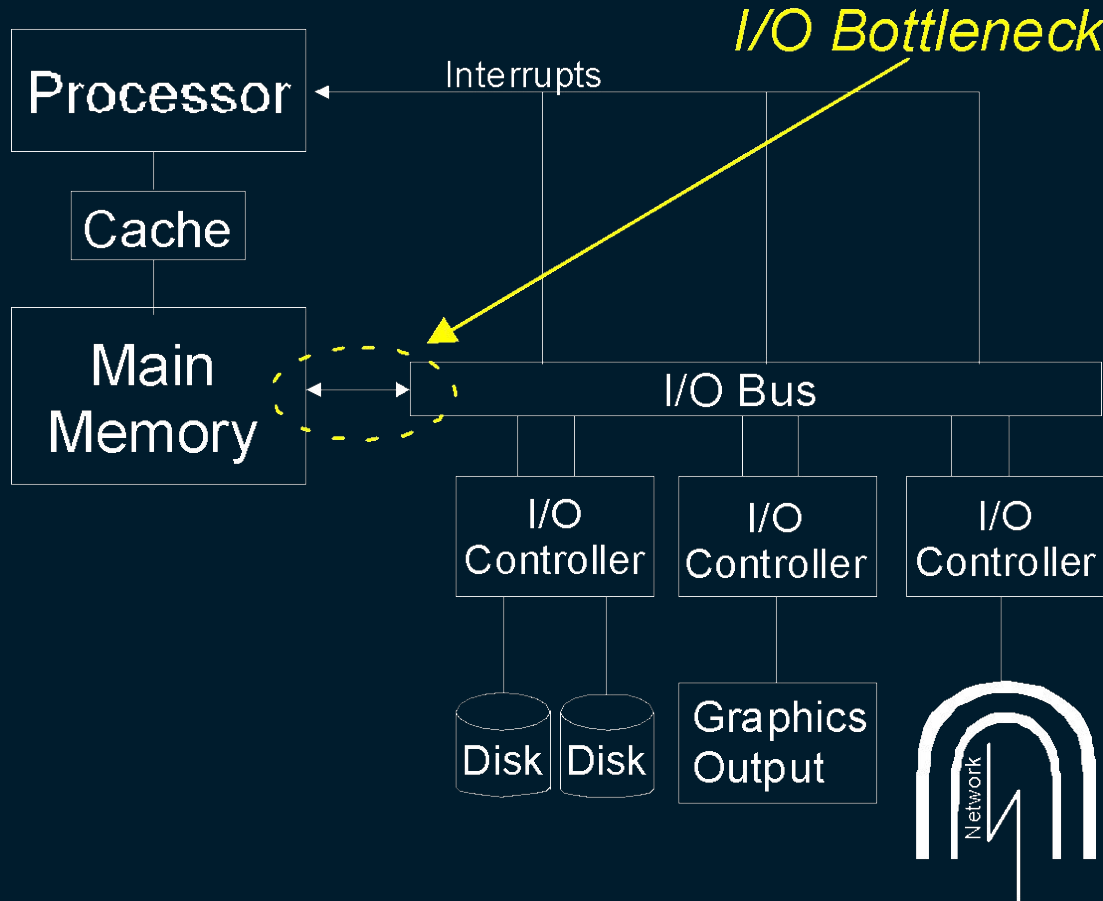 I/O Bottleneck
Interrupts
Processor
Cache
Main
Memory
I/O Bus
I/O
Controller
I/O
Controller
I/O
Controller
Disk
Disk
Graphics
Output
Network